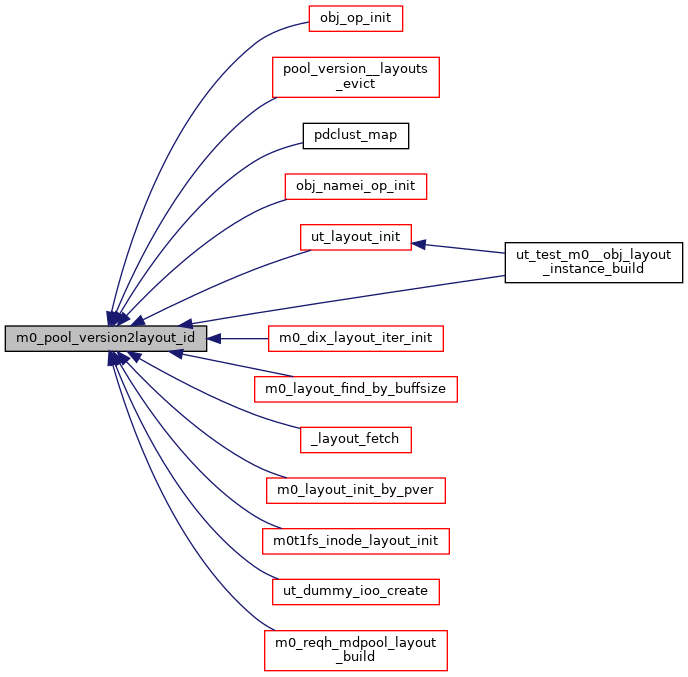 obj_op_init
pool_version__layouts
_evict
pdclust_map
obj_namei_op_init
ut_layout_init
ut_test_m0__obj_layout
_instance_build
m0_pool_version2layout_id
m0_dix_layout_iter_init
m0_layout_find_by_buffsize
_layout_fetch
m0_layout_init_by_pver
m0t1fs_inode_layout_init
ut_dummy_ioo_create
m0_reqh_mdpool_layout
_build